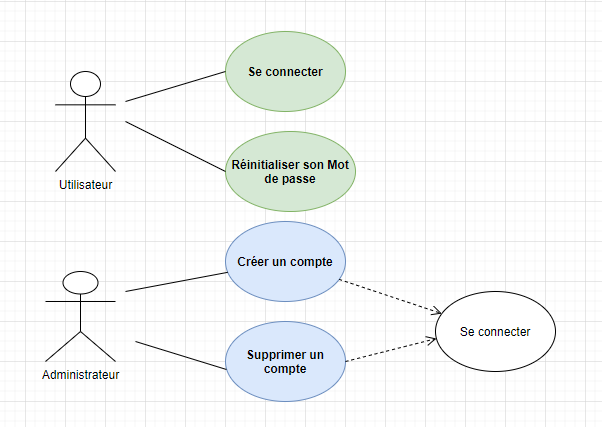 Se connecter
Utilisateur
Réinitialiser son Mot
de passe
Créer un compte
Se connecter
Administrateur
Supprimer un
compte